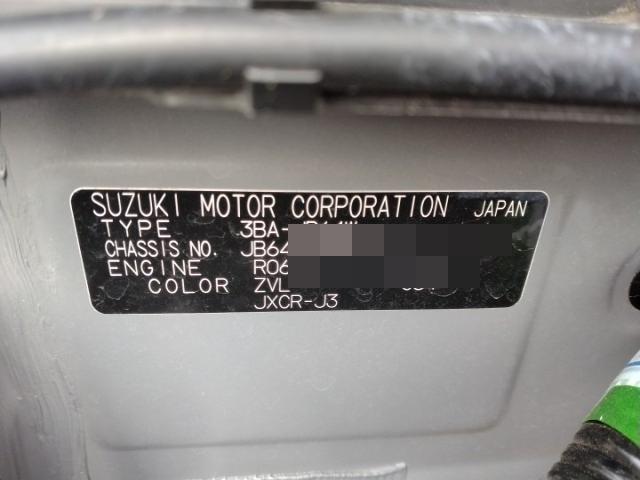 SUZUKI MOTOR CORPORATION JAPAN
TYPE 3BA-
CHASSIS NO. JB64
ENGINE R06
COLOR ZVL
JXCR-J3